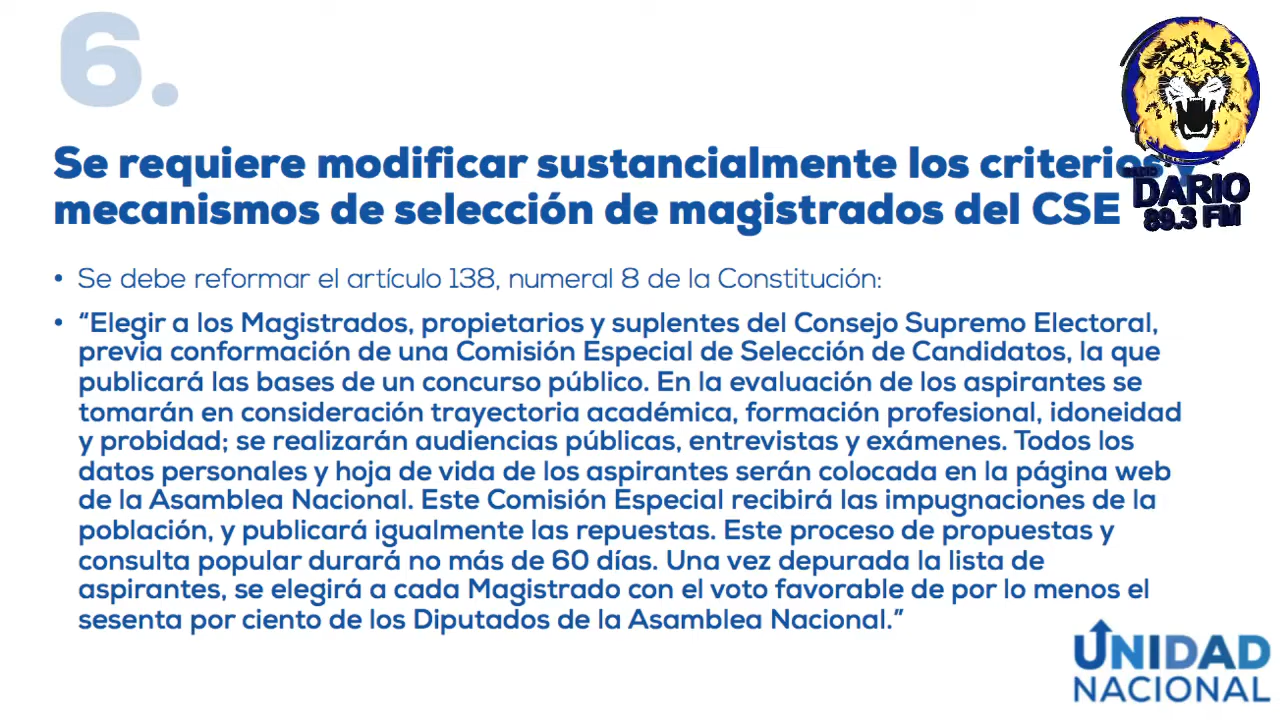 6.
Se requiere modificar sustancialmente los criterios
mecanismos de selección de magistrados del CSE
RADIO
DARIO
89.3 FM
• Se debe reformar el artículo 138, numeral 8 de la Constitución:
• “Elegir a los Magistrados, propietarios y suplentes del Consejo Supremo Electoral,
previa conformación de una Comisión Especial de Selección de Candidatos, la que
publicará las bases de un concurso público. En la evaluación de los aspirantes se
tomarán en consideración trayectoria académica, formación profesional, idoneidad
y probidad; se realizarán audiencias públicas, entrevistas y exámenes. Todos los
datos personales y hoja de vida de los aspirantes serán colocada en la página web
de la Asamblea Nacional. Este Comisión Especial recibirá las impugnaciones de la
población, y publicará igualmente las repuestas. Este proceso de propuestas y
consulta popular durará no más de 60 días. Una vez depurada la lista de
aspirantes, se elegirá a cada Magistrado con el voto favorable de por lo menos el
sesenta por ciento de los Diputados de la Asamblea Nacional.”
UNIDAD
NACIONAL